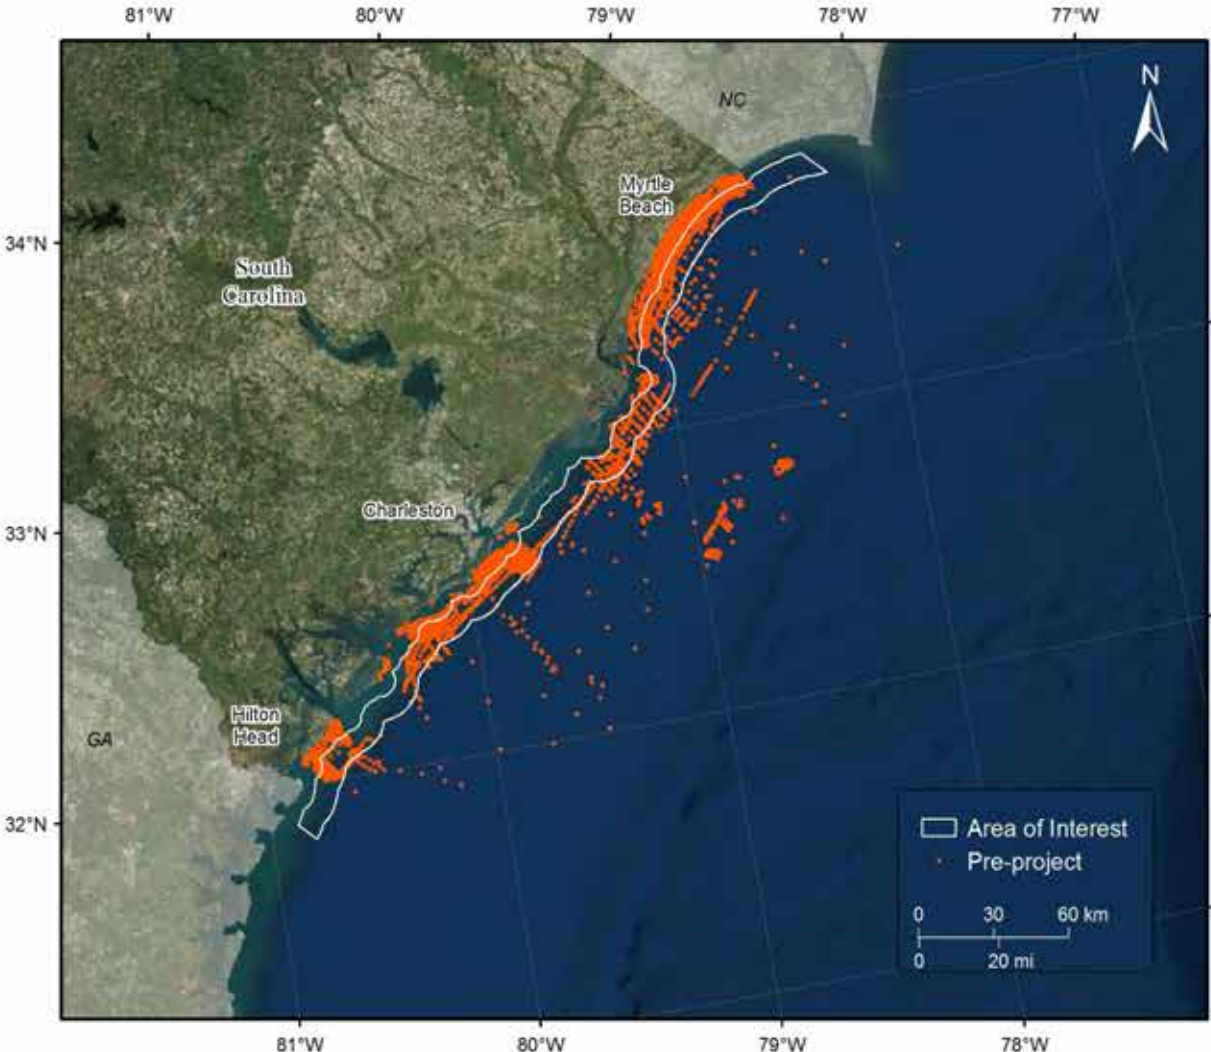 81°W 80°W 79°W 78°W 77°W
N
NC
Myrtle
Beach
34°N
South
Carolina
Charleston
33°N
Hilton
Head
GA
32°N
Area of Interest
Pre-project
0 30 60 km
0 20 mi
81°W 80°W 79°W 78°W